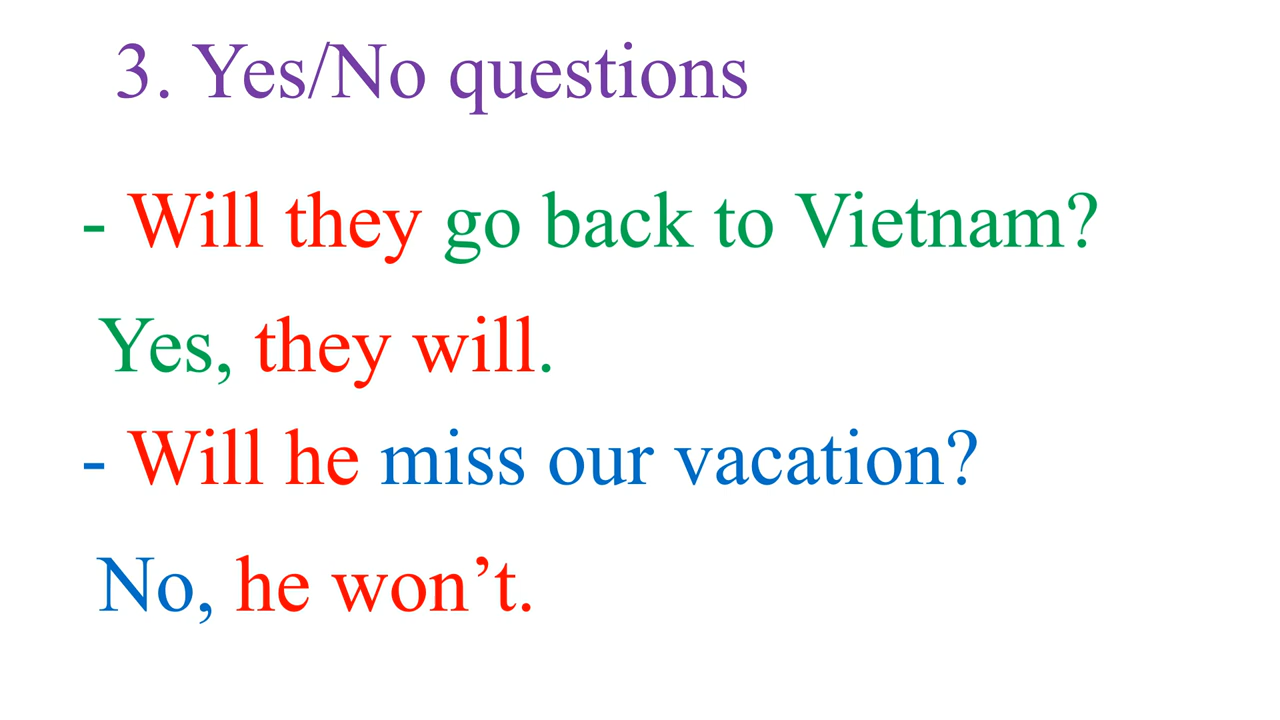 3. Yes/No questions
- Will they go back to Vietnam?
Yes, they will.
- Will he miss our vacation?
No, he won’t.